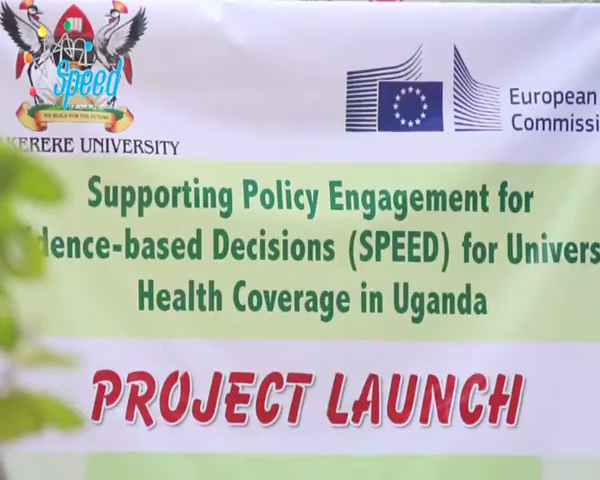 Speed
WE BUILD FOR THE FUTURE
KERERE UNIVERSITY
European
Commissi
Supporting Policy Engagement for
idence-based Decisions (SPEED) for Univers
Health Coverage in Uganda
PROJECT LAUNCH